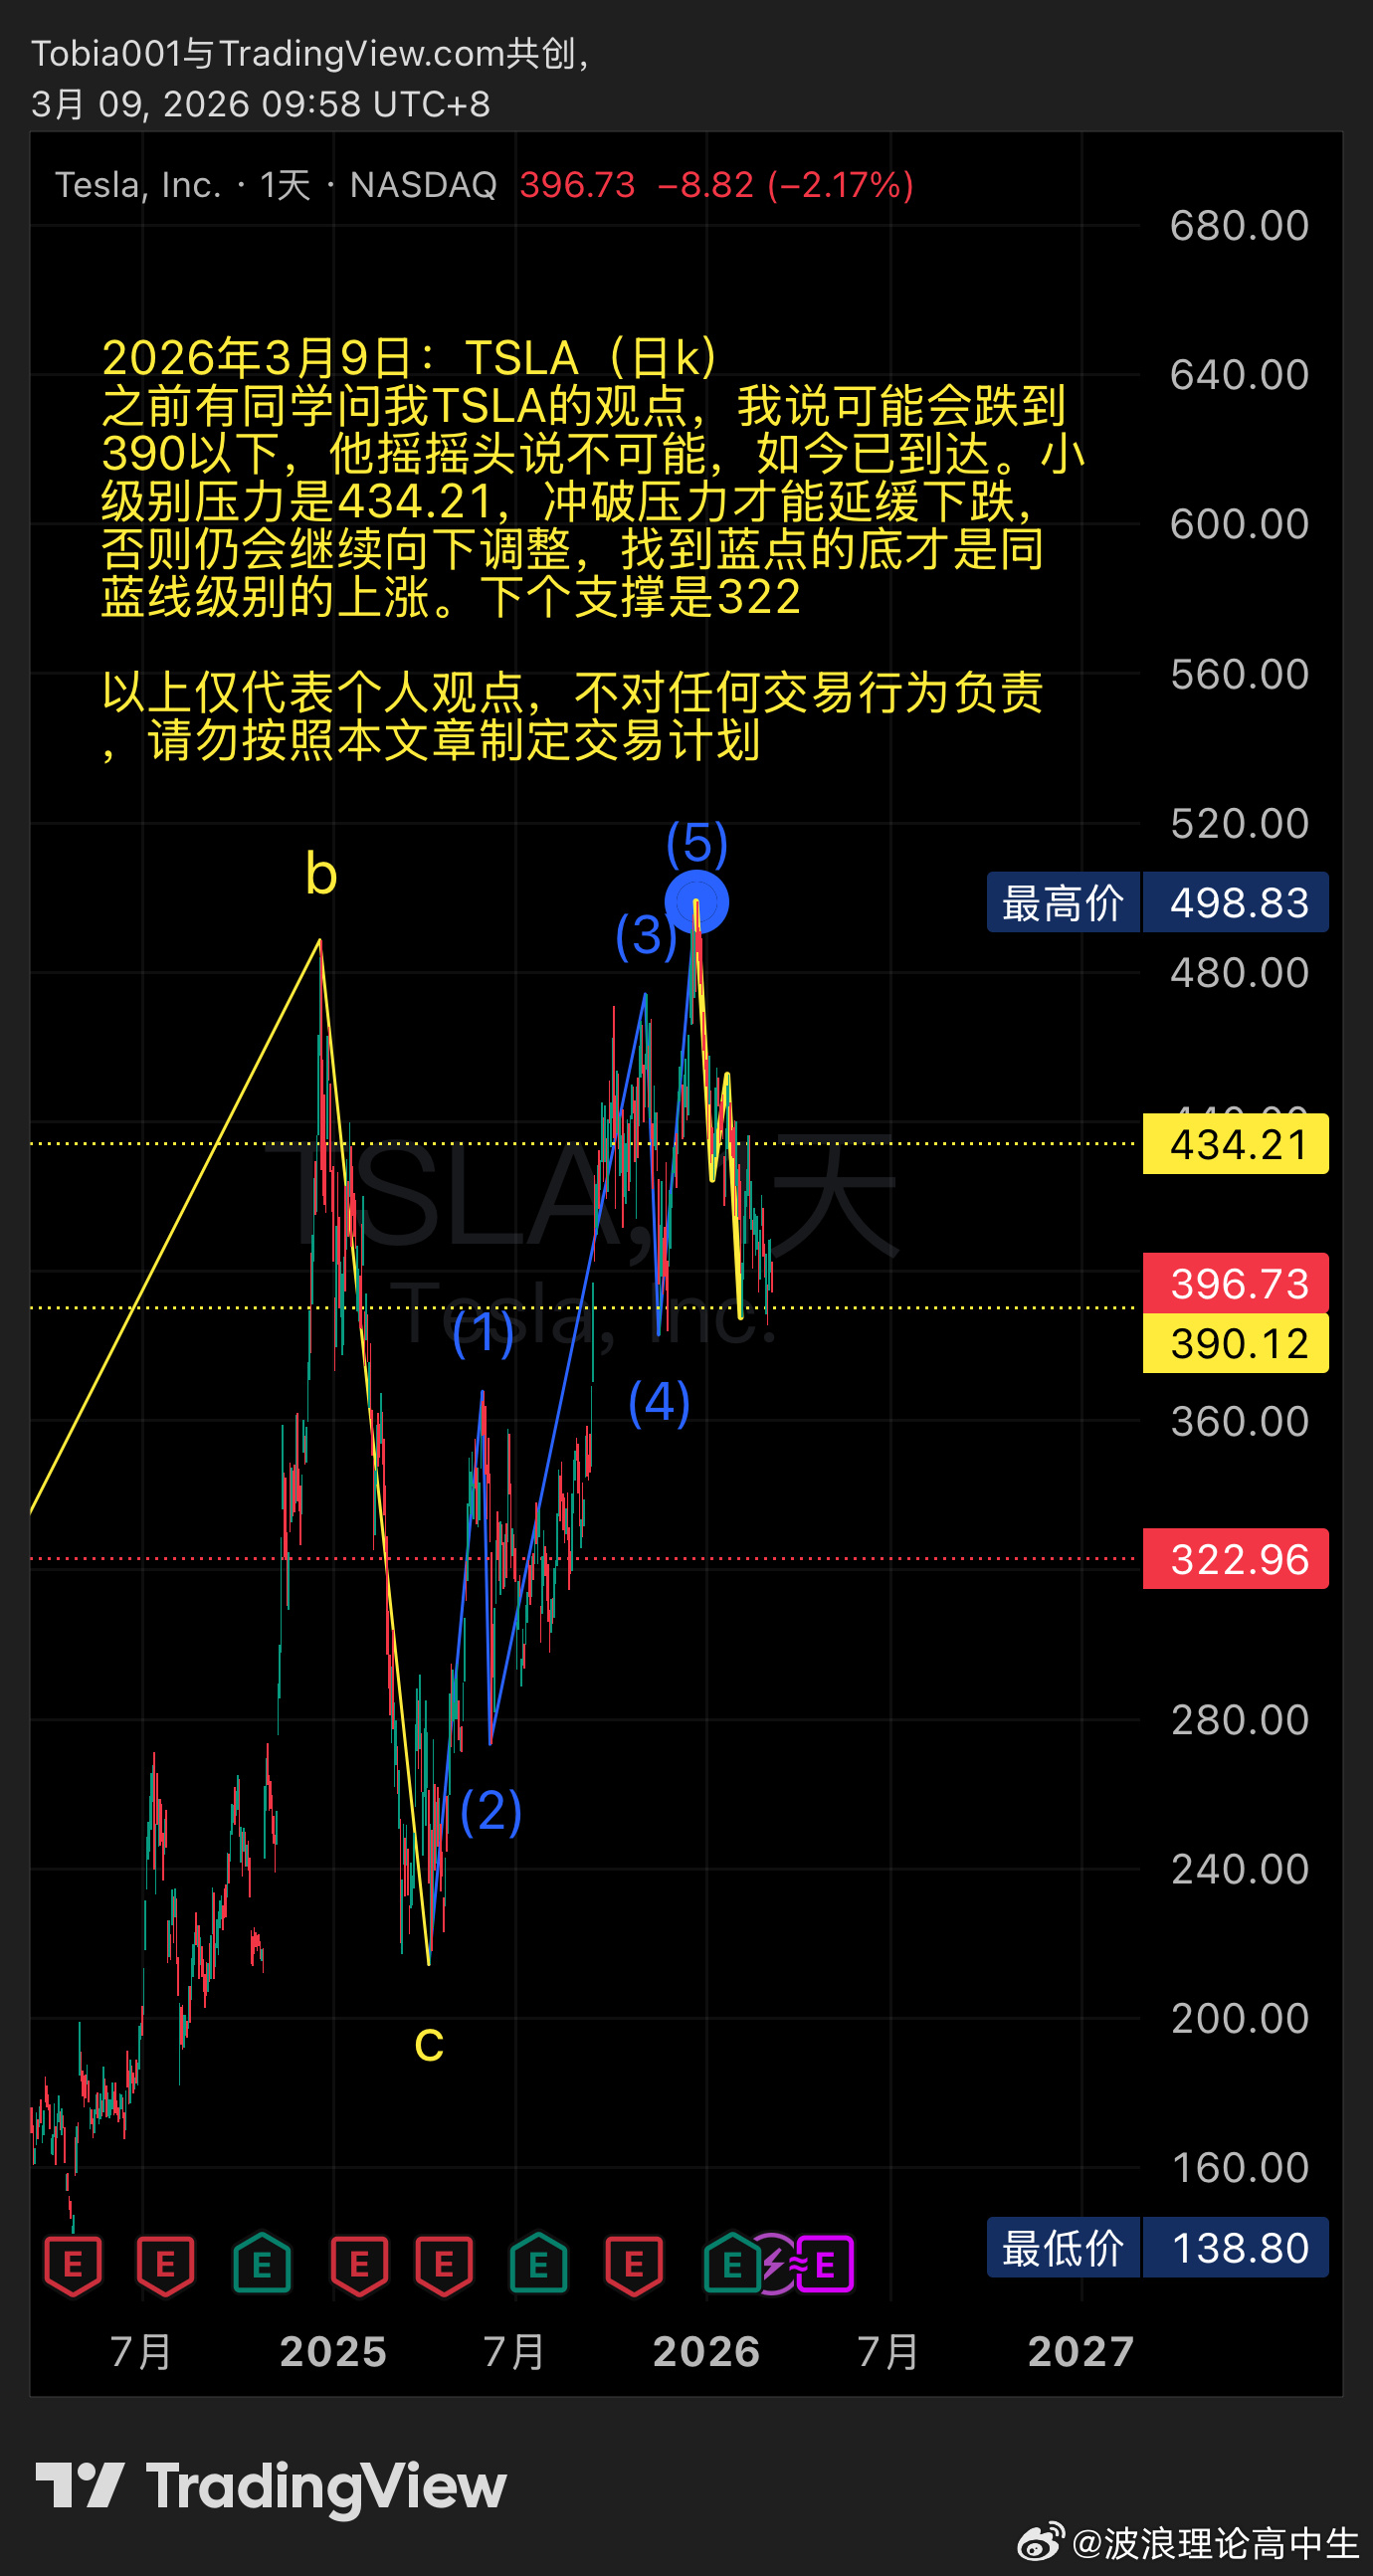 Tobia001与TradingView.com共创,
3月 09, 2026 09:58 UTC+8
Tesla, Inc. · 1天 · NASDAQ 396.73 −8.82 (−2.17%)
680.00
2026年3月9日：TSLA（日k）
640.00
之前有同学问我TSLA的观点，我说可能会跌到
390以下，他摇摇头说不可能，如今已到达。小
级别压力是434.21，冲破压力才能延缓下跌，
600.00
否则仍会继续向下调整，找到蓝点的底才是同
蓝线级别的上涨。下个支撑是322
560.00
以上仅代表个人观点，不对任何交易行为负责
，请勿按照本文章制定交易计划
520.00
(5)
b
最高价 498.83
(3)
480.00
440.00
434.21
TSLA, 天
396.73
Tesla, Inc.
(1)
390.12
(4)
360.00
322.96
280.00
(2)
240.00
200.00
c
160.00
最低价 138.80
E E E E E E E E ≈ E
7月 2025 7月 2026 7月 2027
TradingView
@波浪理论高中生